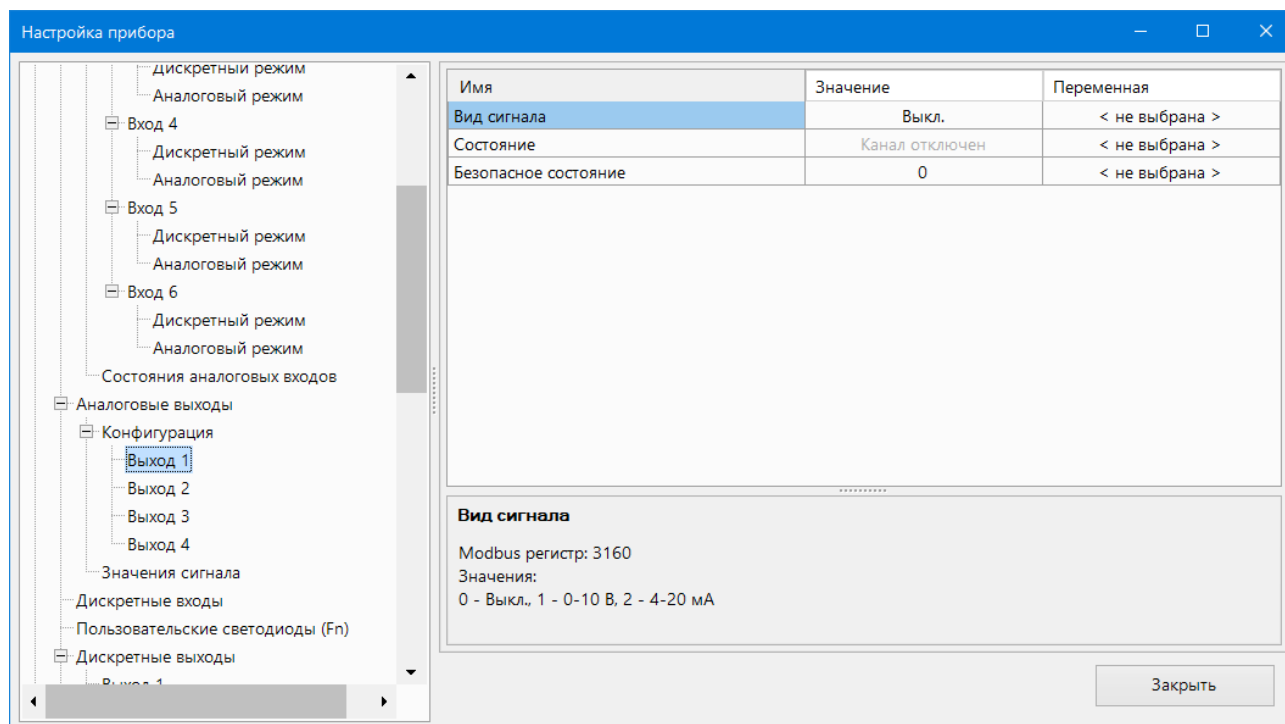 Настройка прибора
Дискретный режим
Аналоговый режим
Вход 4
Дискретный режим
Аналоговый режим
Вход 5
Дискретный режим
Аналоговый режим
Вход 6
Дискретный режим
Аналоговый режим
Состояния аналоговых входов
Аналоговые выходы
Конфигурация
Выход 1
Выход 2
Выход 3
Выход 4
Значения сигнала
Дискретные входы
Пользовательские светодиоды (Fn)
Дискретные выходы
Выход 1
Имя Значение Переменная
Вид сигнала Выкл. < не выбрана >
Состояние Канал отключен < не выбрана >
Безопасное состояние 0 < не выбрана >
Вид сигнала
Modbus регистр: 3160
Значения:
0 - Выкл., 1 - 0-10 В, 2 - 4-20 мА
Закрыть